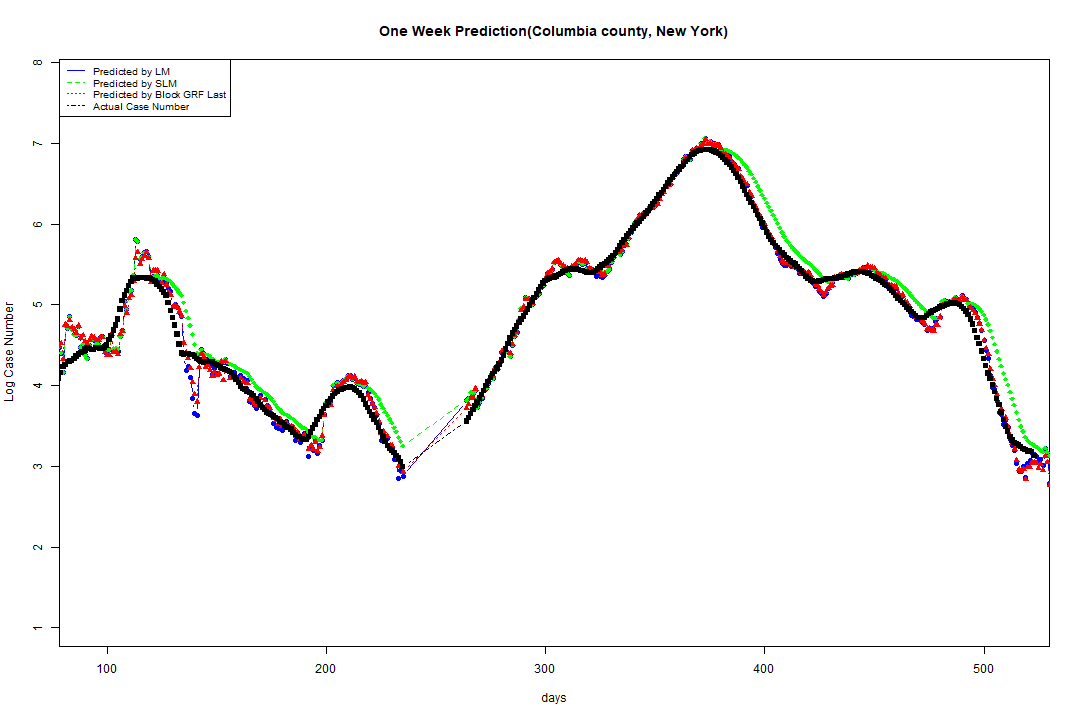 One Week Prediction(Columbia county, New York)
Predicted by LM
Predicted by SLM
Predicted by Block GRF Last
Actual Case Number
8
7
6
5
4
3
2
1
Log Case Number
100 200 300 400 500
days